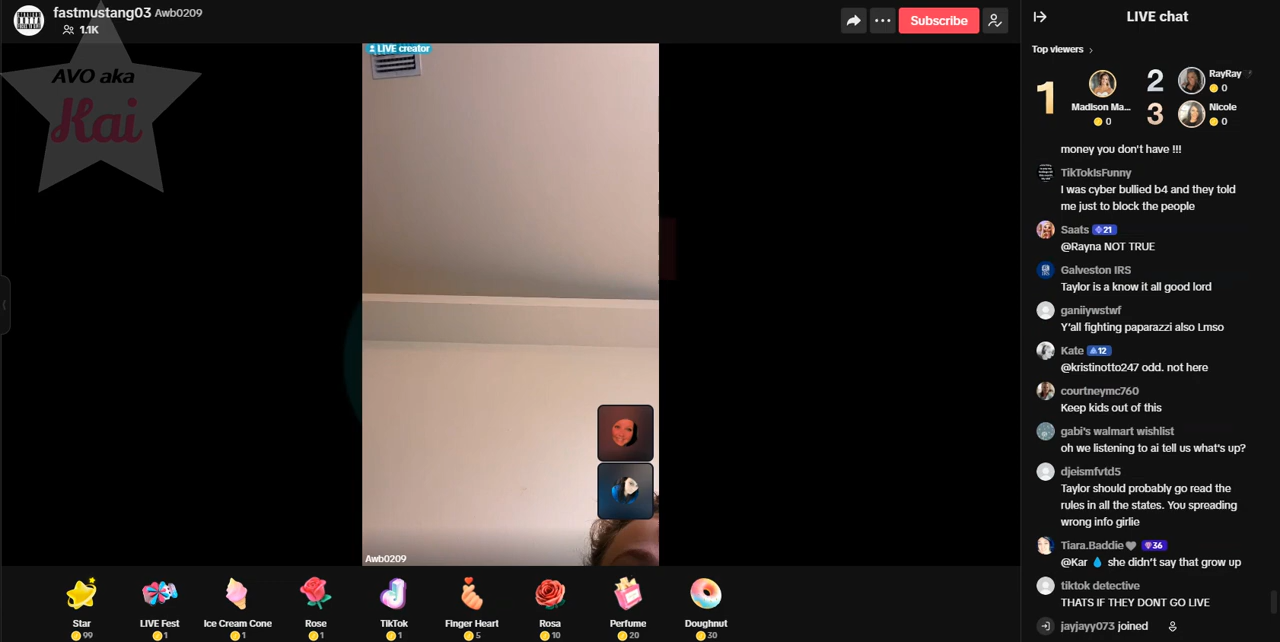 fastmustang03 Awb0209
1.1K
Subscribe
LIVE chat
AVO aka
Kai
LIVE creator
Awb0209
Top viewers
1
Madison Ma...
0
2
RayRay
0
3
Nicole
0
money you don't have !!!
TikTokIsFunny
I was cyber bullied b4 and they told
me just to block the people
Saats 21
@Rayna NOT TRUE
Galveston IRS
Taylor is a know it all good lord
ganiiywstwf
Y'all fighting paparazzi also Lmso
Kate 12
@kristinotto247 odd. not here
courtneymc760
Keep kids out of this
gabi's walmart wishlist
oh we listening to ai tell us what's up?
djeismfvtd5
Taylor should probably go read the
rules in all the states. You spreading
wrong info girlie
Tiara.Baddie 36
@Kar 💧 she didn't say that grow up
tiktok detective
THATS IF THEY DONT GO LIVE
jayjayy073 joined
Star
99
LIVE Fest
1
Ice Cream Cone
1
Rose
1
TikTok
1
Finger Heart
5
Rosa
10
Perfume
20
Doughnut
30